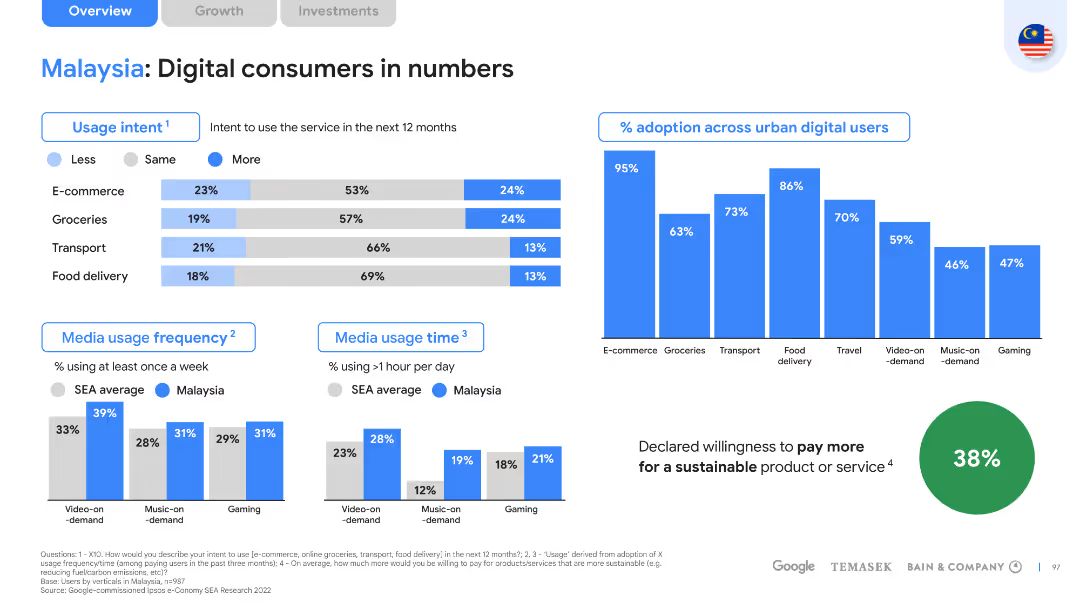 Overview
Growth
Investments
Malaysia: Digital consumers in numbers
Usage intent 1
Intent to use the service in the next 12 months
Less
Same
More
E-commerce 23% 53% 24%
Groceries 19% 57% 24%
Transport 21% 66% 13%
Food delivery 18% 69% 13%
Media usage frequency 2
% using at least once a week
SEA average
Malaysia
33% 39% 28% 31% 29% 31%
Video-on
-demand
Music-on
-demand
Gaming
Media usage time 3
% using >1 hour per day
SEA average
Malaysia
23% 28% 12% 19% 18% 21%
Video-on
-demand
Music-on
-demand
Gaming
% adoption across urban digital users
95% 63% 73% 86% 70% 59% 46% 47%
E-commerce
Groceries
Transport
Food
delivery
Travel
Video-on
-demand
Music-on
-demand
Gaming
Declared willingness to pay more
for a sustainable product or service 4
38%
Questions: 1 - X10. How would you describe your intent to use [e-commerce, online groceries, transport, food delivery] in the next 12 months?; 2, 3 - 'Usage' derived from adoption of X
usage frequency/time (among paying users in the past three months); 4 - On average, how much more would you be willing to pay for products/services that are more sustainable (e.g.
reducing fuel/carbon emissions, etc)?
Base: Users by verticals in Malaysia, n=987
Source: Google-commissioned Ipsos e-Conomy SEA Research 2022
Google
TEMASEK
BAIN & COMPANY
97